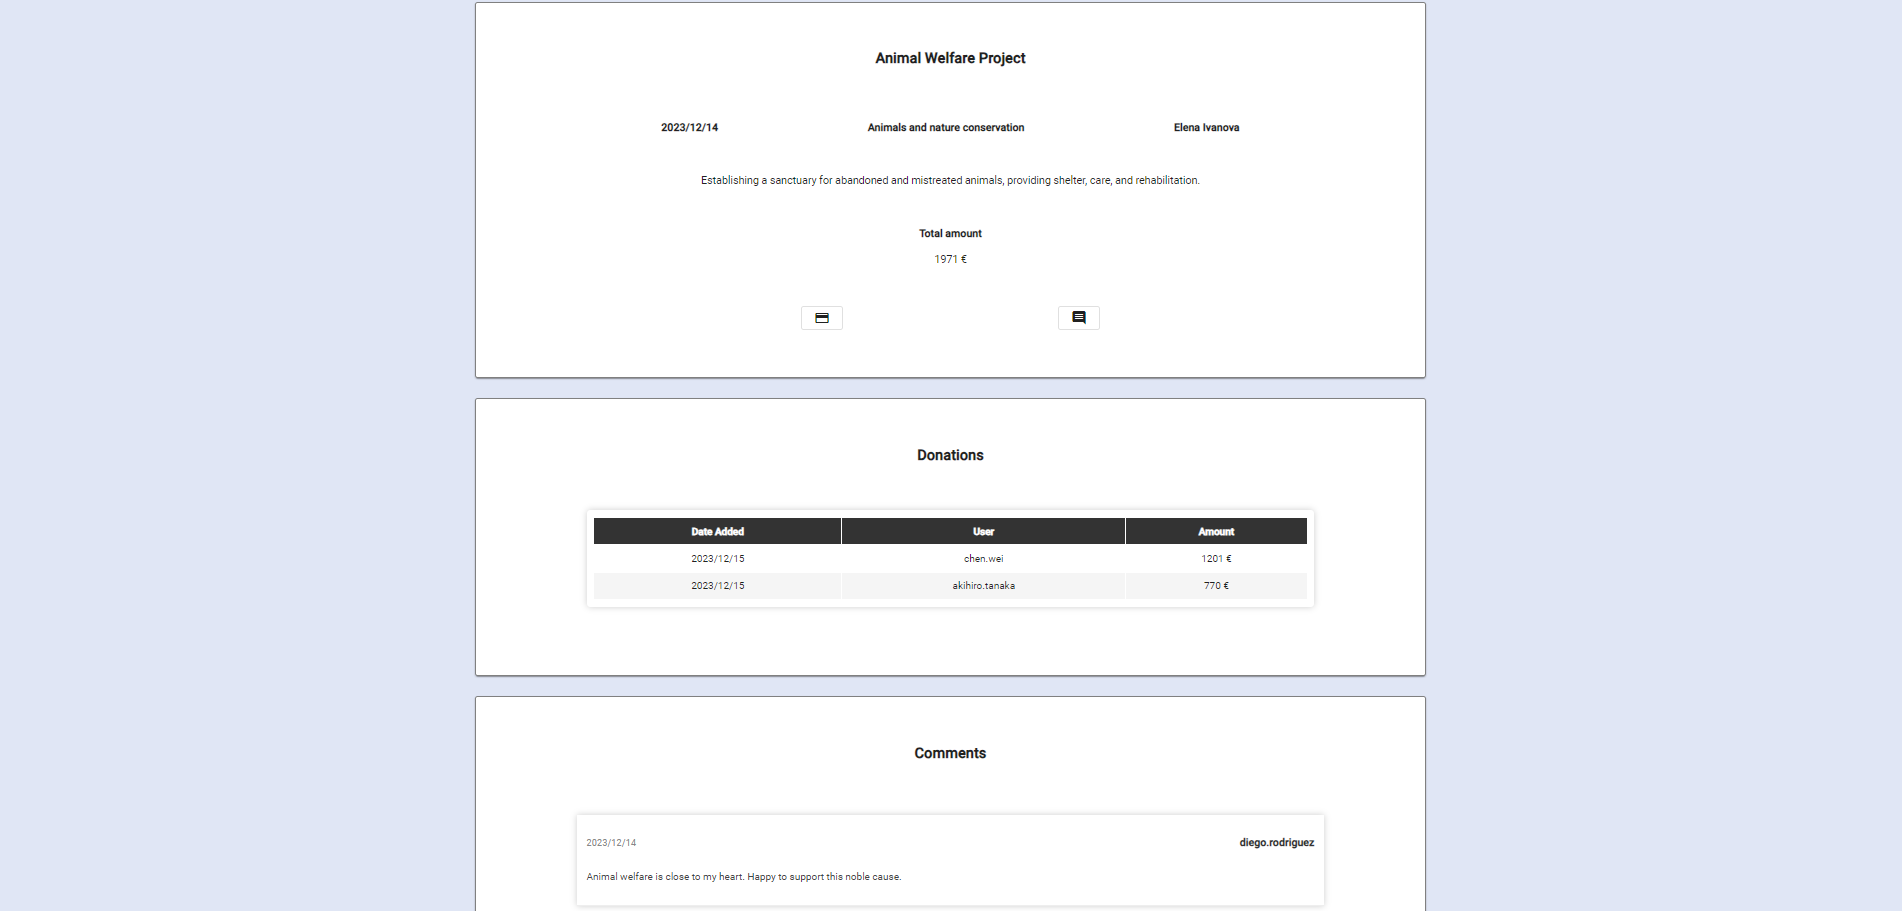 Animal Welfare Project
2023/12/14 Animals and nature conservation Elena Ivanova
Establishing a sanctuary for abandoned and mistreated animals, providing shelter, care, and rehabilitation.
Total amount
1971 €
Donations
Date Added User Amount
2023/12/15 chen.wei 1201 €
2023/12/15 akihiro.tanaka 770 €
Comments
2023/12/14 diego.rodriguez
Animal welfare is close to my heart. Happy to support this noble cause.